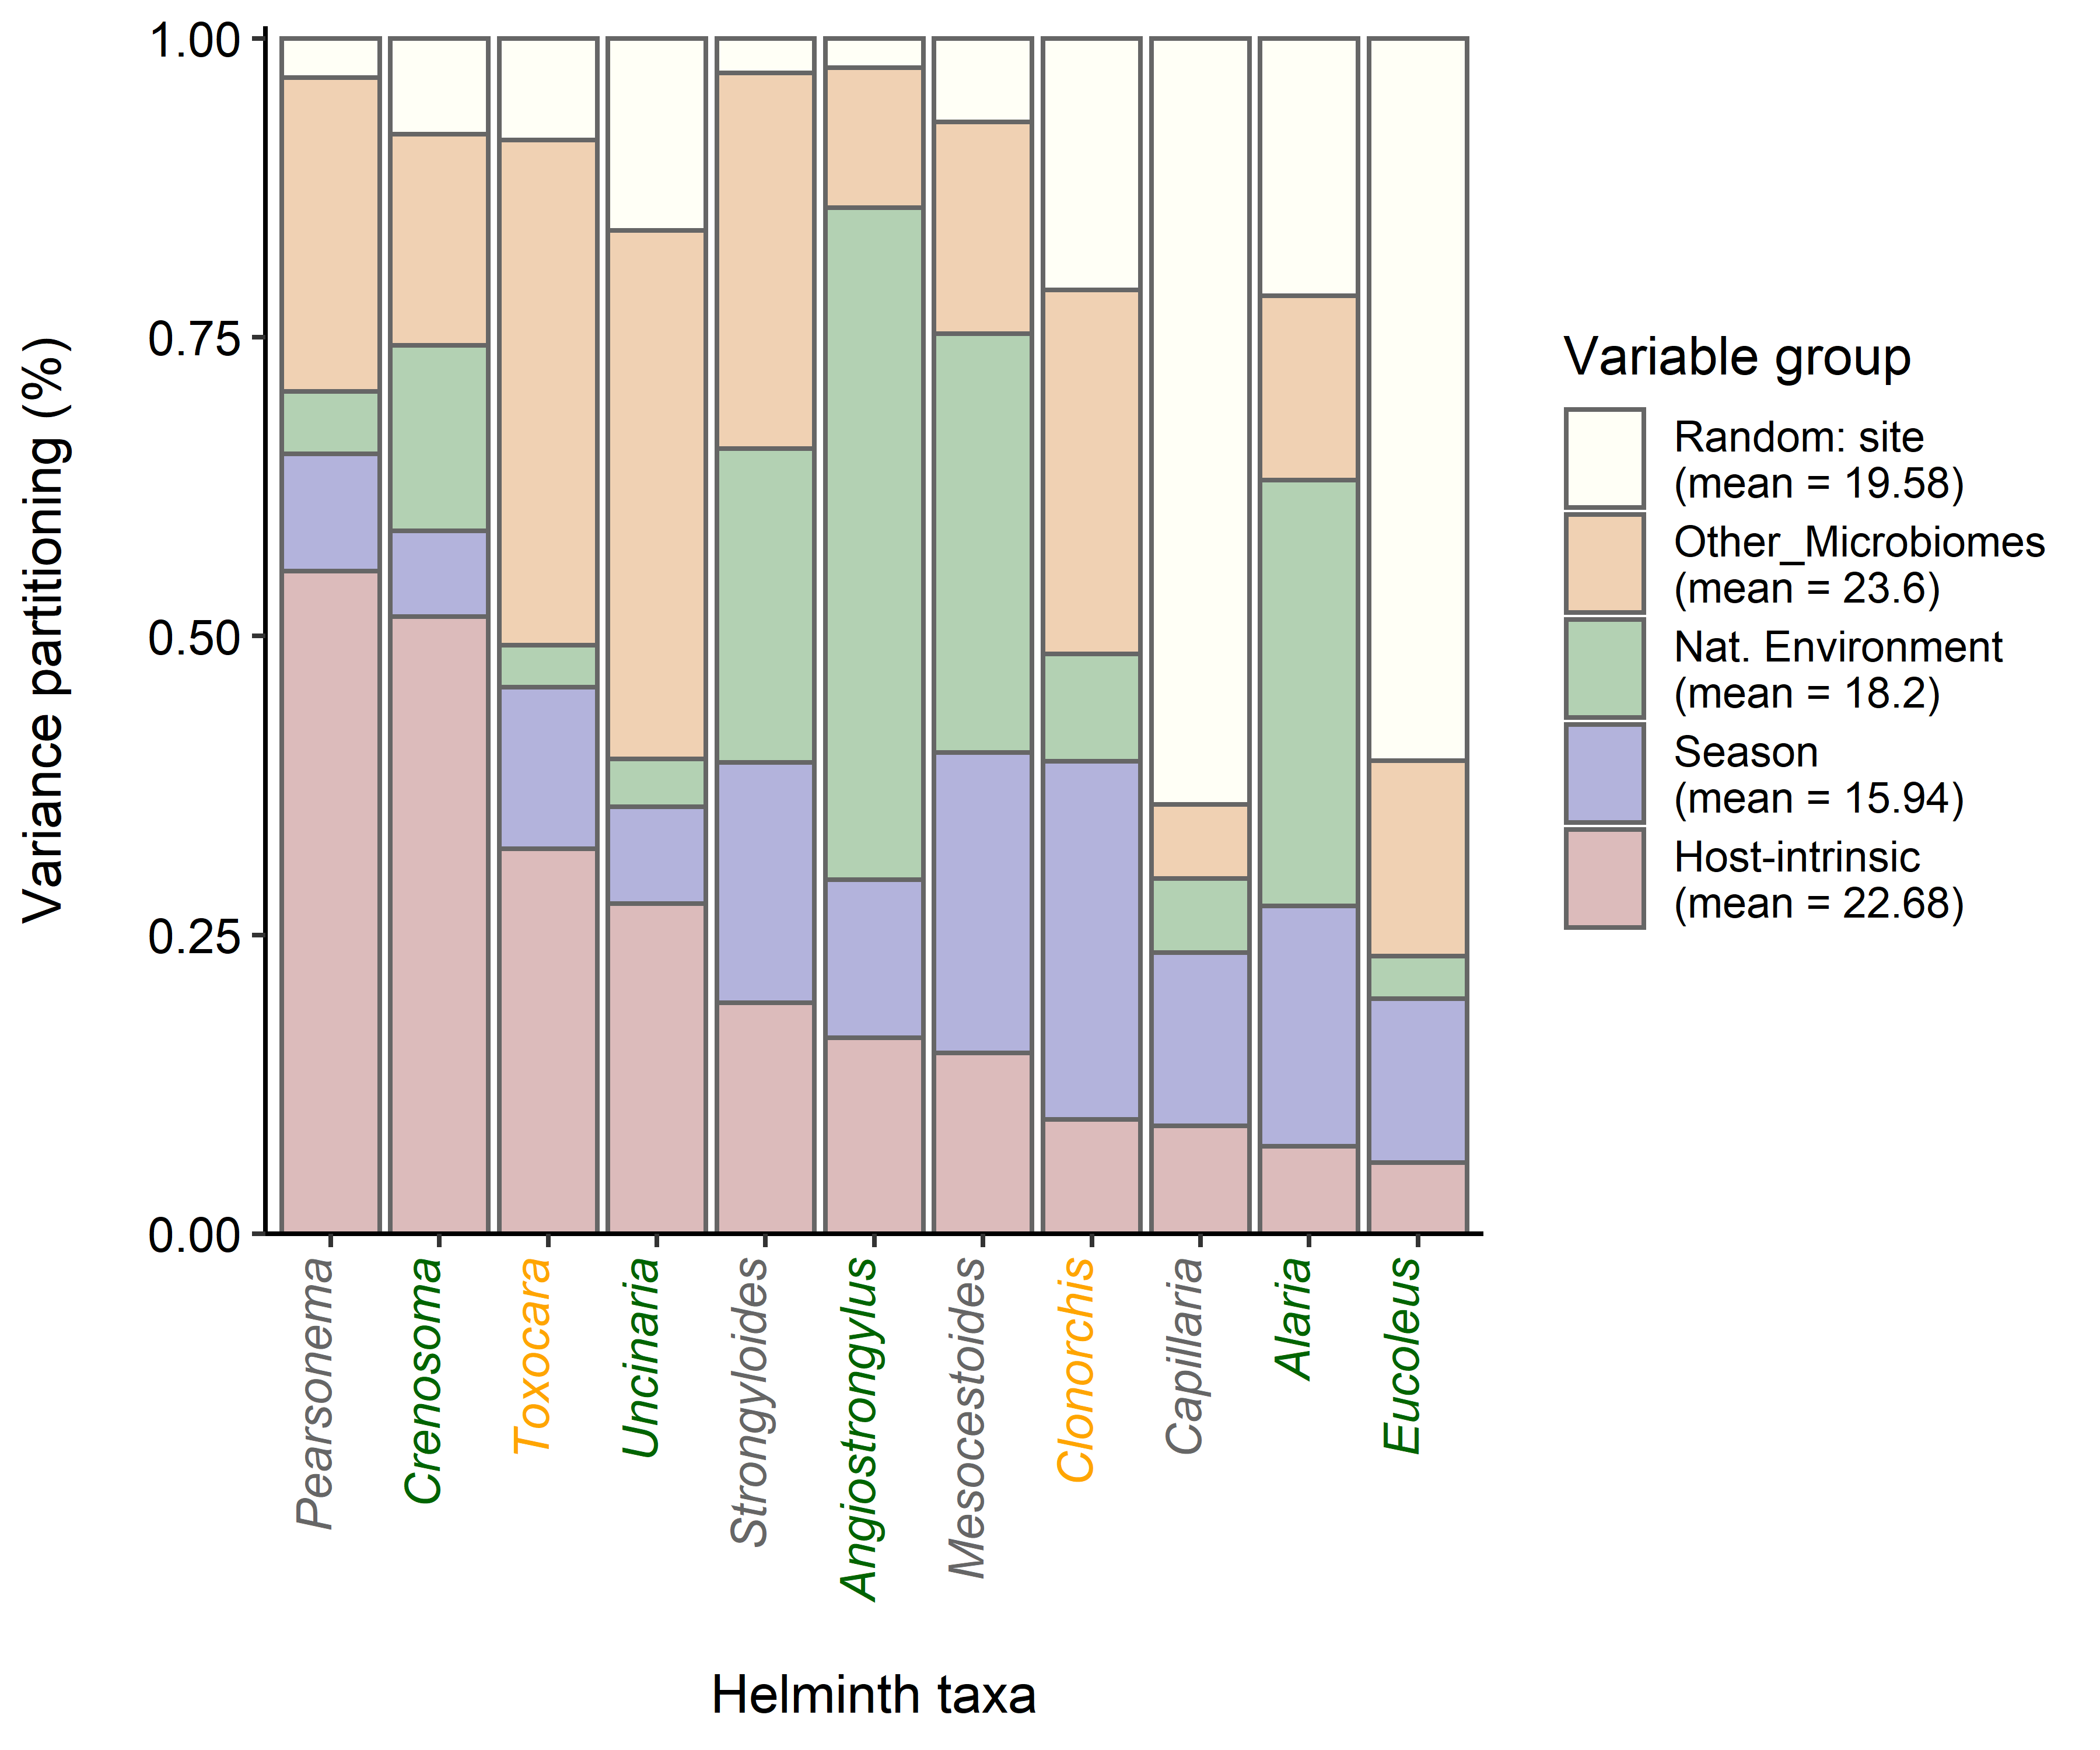 Variance partitioning (%)
1.00
0.75
0.50
0.25
0.00
Pearsonema
Crenosoma
Toxocara
Uncinaria
Strongyloides
Angiostrongylus
Mesocestoides
Clonorchis
Capillaria
Alaria
Eucoleus
Helminth taxa
Variable group
Random: site
(mean = 19.58)
Other_Microbiomes
(mean = 23.6)
Nat. Environment
(mean = 18.2)
Season
(mean = 15.94)
Host-intrinsic
(mean = 22.68)